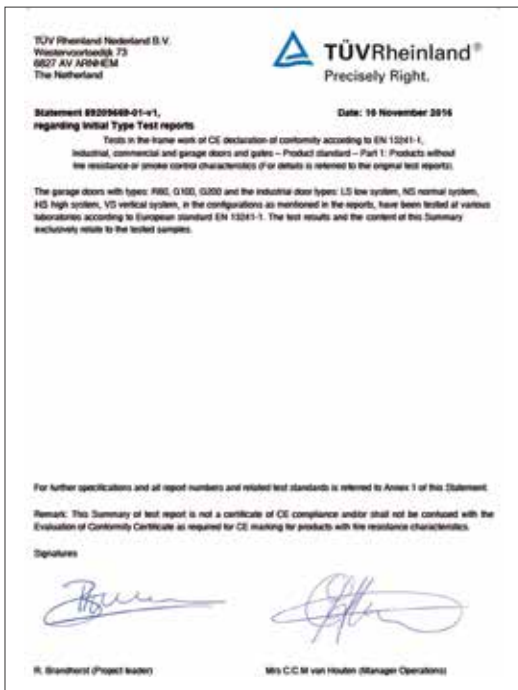 TÜV Rheinland Nederland B.V.
Westervoortsedijk 73
6827 AV ARNHEM
The Netherland
TÜVRheinland®
Precisely Right.
Statement 89209669-01-v1,
regarding Initial Type Test reports
Date: 10 November 2016
Tests in the frame work of CE declaration of conformity according to EN 13241-1,
Industrial, commercial and garage doors and gates – Product standard – Part 1: Products without
fire resistance or smoke control characteristics (For details is referred to the original test reports).
The garage doors with types: R60, G100, G200 and the industrial door types: LS low system, NS normal system,
HS high system, VS vertical system, in the configurations as mentioned in the reports, have been tested at various
laboratories according to European standard EN 13241-1. The test results and the content of this Summary
exclusively relate to the tested samples.
For further specifications and all report numbers and related test standards is referred to Annex 1 of this Statement.
Remark: This Summary of test report is not a certificate of CE compliance and/or shall not be confused with the
Evaluation of Conformity Certificate as required for CE marking for products with fire resistance characteristics.
Signatures
R. Brandhorst (Project leader)
Mrs C.C.M van Houten (Manager Operations)